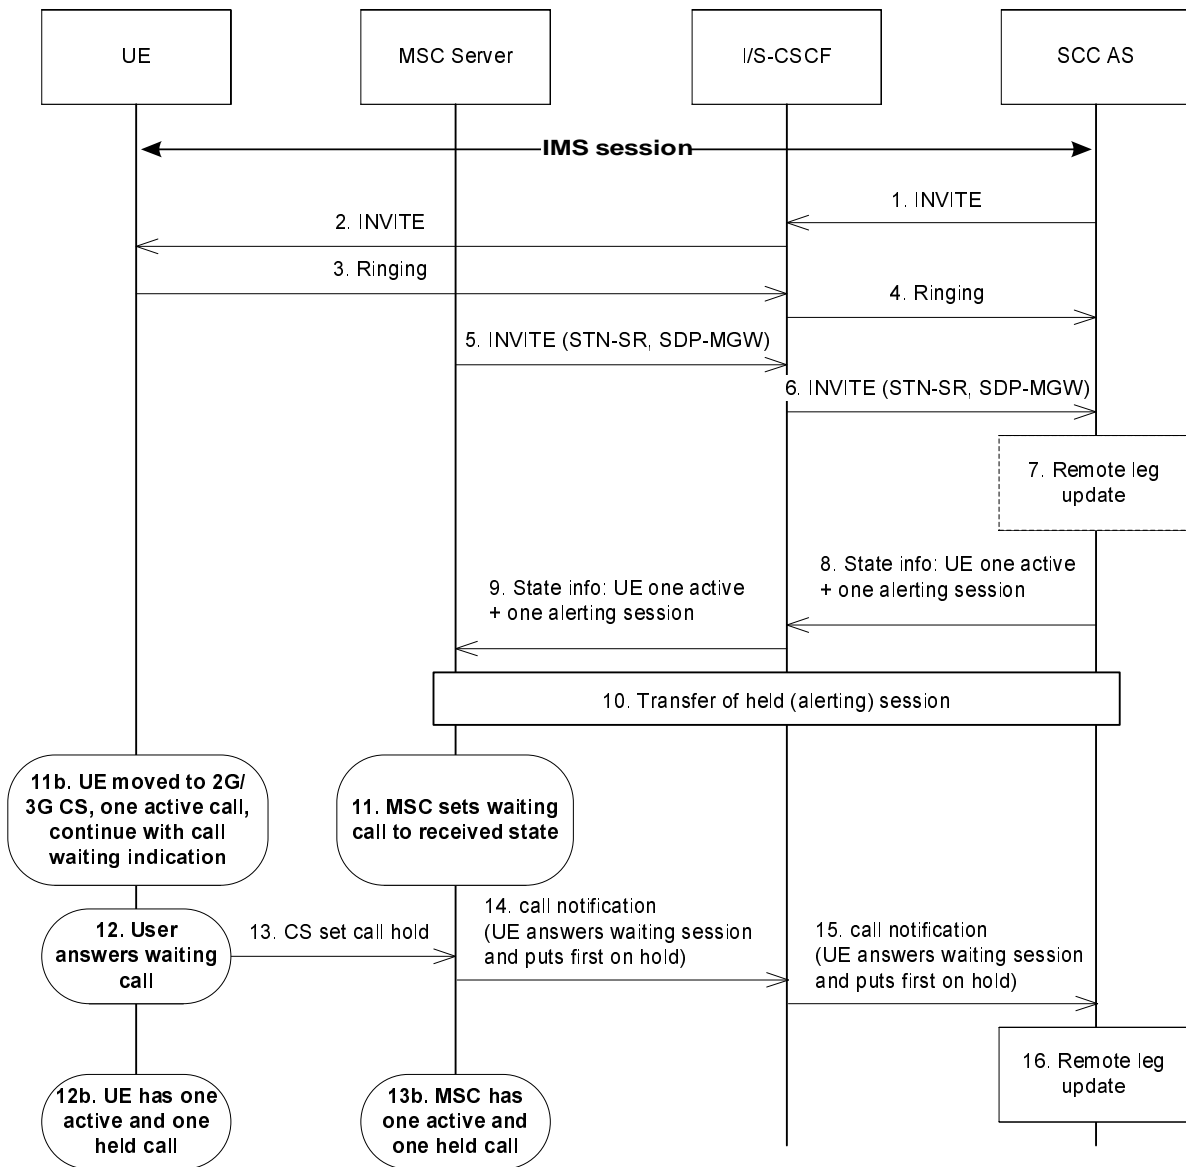 UE
MSC Server
I/S-CSCF
SCC AS
IMS session
1. INVITE
2. INVITE
3. Ringing
4. Ringing
5. INVITE (STN-SR, SDP-MGW)
6. INVITE (STN-SR, SDP-MGW)
7. Remote leg
update
8. State info: UE one active
+ one alerting session
9. State info: UE one active
+ one alerting session
10. Transfer of held (alerting) session
11b. UE moved to 2G/
3G CS, one active call,
continue with call
waiting indication
11. MSC sets waiting
call to received state
12. User
answers waiting
call
13. CS set call hold
14. call notification
(UE answers waiting session
and puts first on hold)
15. call notification
(UE answers waiting session
and puts first on hold)
16. Remote leg
update
12b. UE has one
active and one
held call
13b. MSC has
one active and
one held call